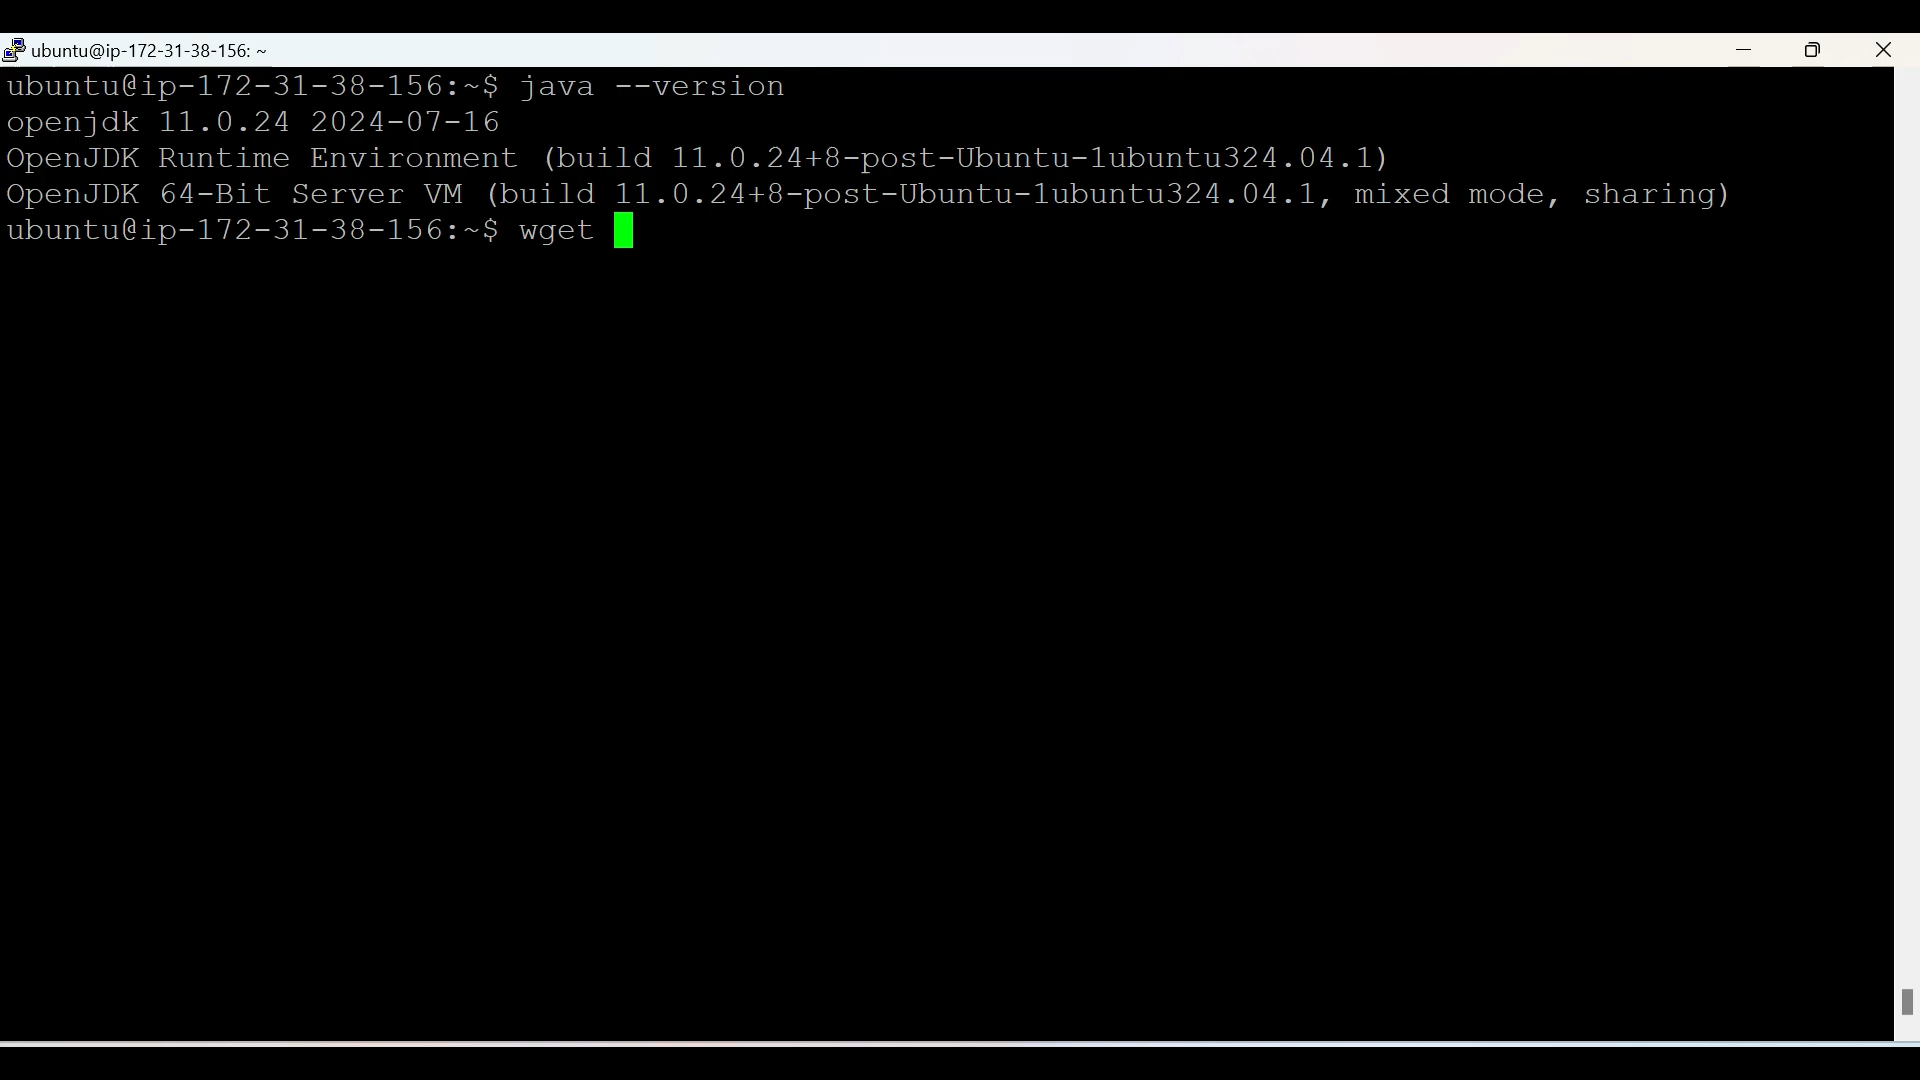 ubuntu@ip-172-31-38-156: ~
ubuntu@ip-172-31-38-156:~$ java --version
openjdk 11.0.24 2024-07-16
OpenJDK Runtime Environment (build 11.0.24+8-post-Ubuntu-1ubuntu324.04.1)
OpenJDK 64-Bit Server VM (build 11.0.24+8-post-Ubuntu-1ubuntu324.04.1, mixed mode, sharing)
ubuntu@ip-172-31-38-156:~$ wget